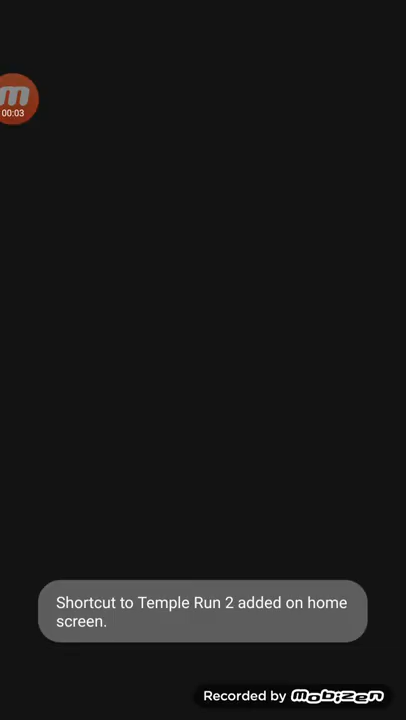 m
00:03
Shortcut to Temple Run 2 added on home
screen.
Recorded by mobizen